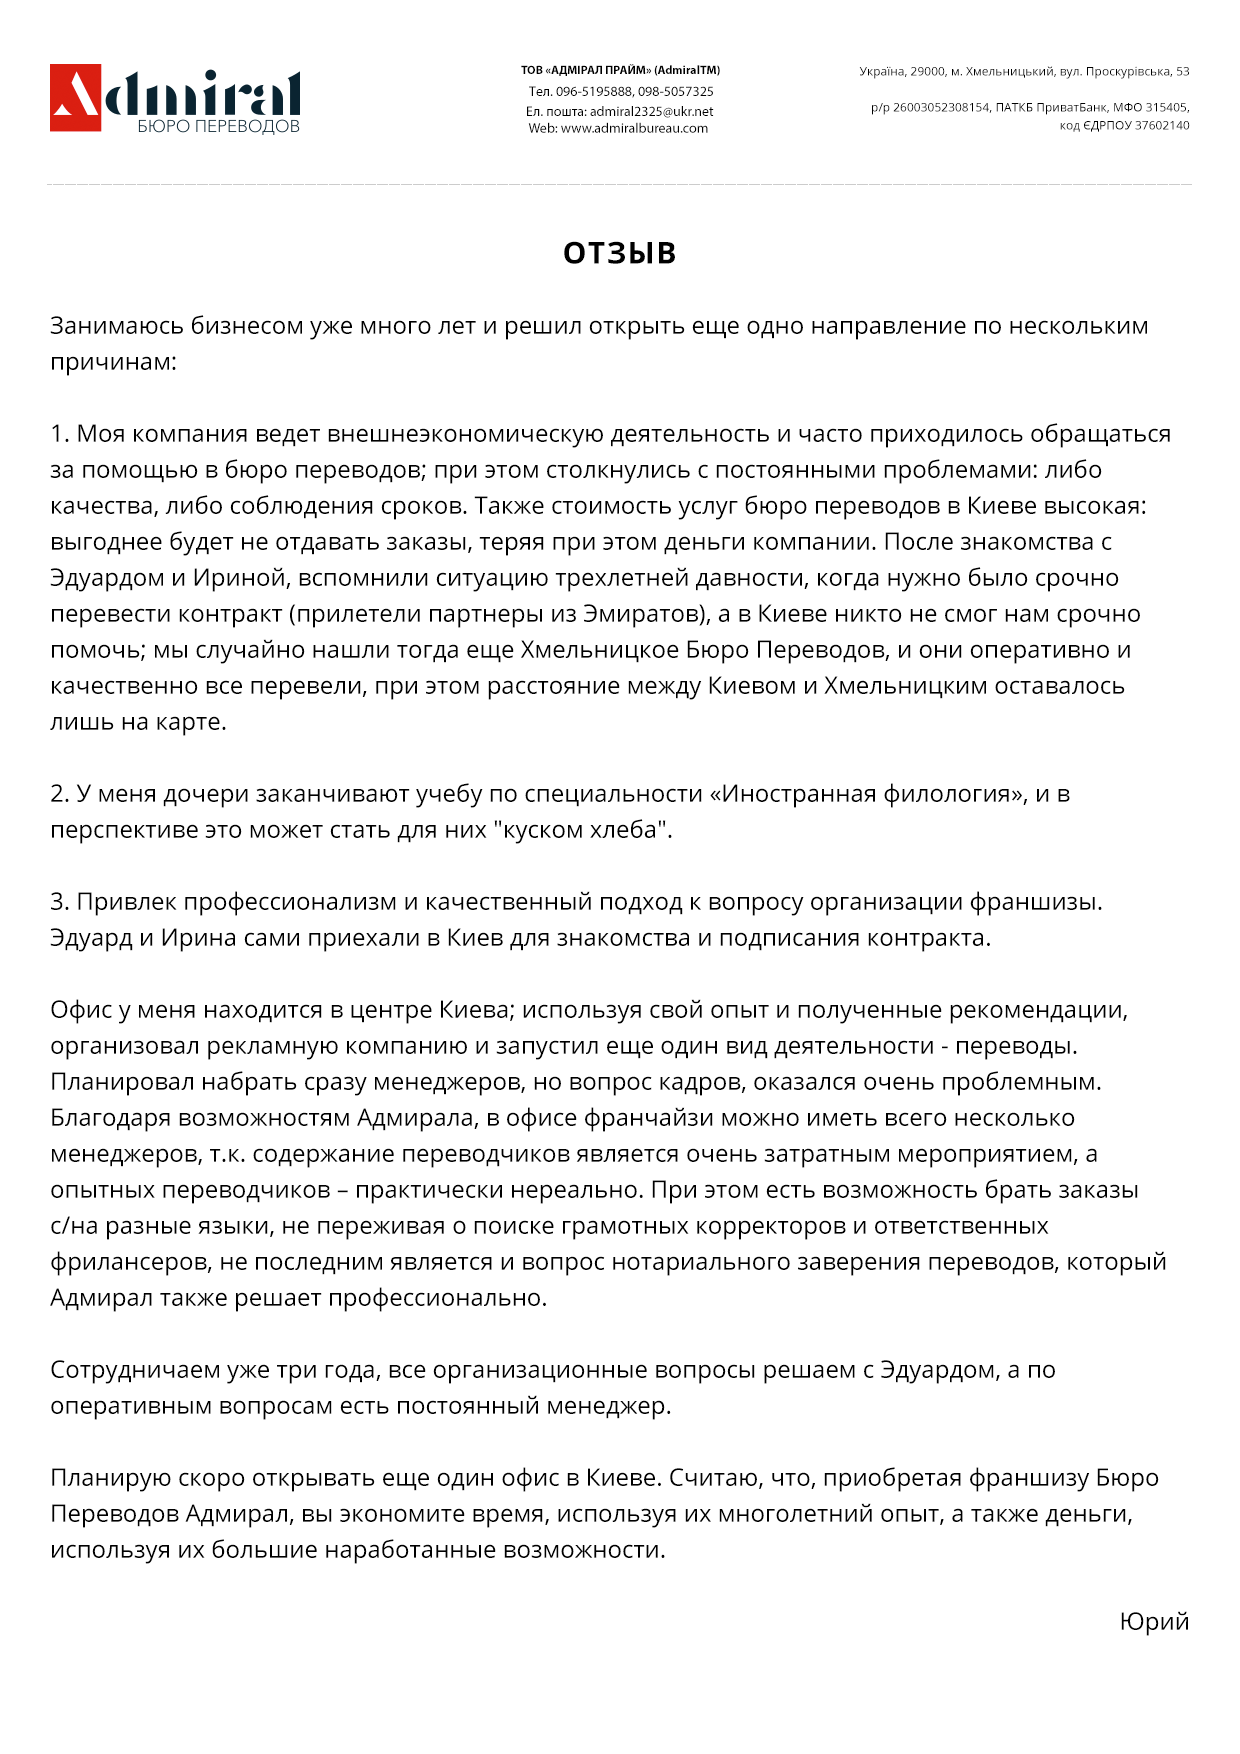 Admiral
БЮРО ПЕРЕВОДОВ
ТОВ «АДМІРАЛ ПРАЙМ» (AdmiralTM)
Тел. 096-5195888, 098-5057325
Ел. пошта: admiral2325@ukr.net
Web: www.admiralbureau.com
Україна, 29000, м. Хмельницький, вул. Проскурівська, 53
р/р 26003052308154, ПАТКБ ПриватБанк, МФО 315405,
код ЄДРПОУ 37602140
ОТЗЫВ
Занимаюсь бизнесом уже много лет и решил открыть еще одно направление по нескольким
причинам:
1. Моя компания ведет внешнеэкономическую деятельность и часто приходилось обращаться
за помощью в бюро переводов; при этом столкнулись с постоянными проблемами: либо
качества, либо соблюдения сроков. Также стоимость услуг бюро переводов в Киеве высокая:
выгоднее будет не отдавать заказы, теряя при этом деньги компании. После знакомства с
Эдуардом и Ириной, вспомнили ситуацию трехлетней давности, когда нужно было срочно
перевести контракт (прилетели партнеры из Эмиратов), а в Киеве никто не смог нам срочно
помочь; мы случайно нашли тогда еще Хмельницкое Бюро Переводов, и они оперативно и
качественно все перевели, при этом расстояние между Киевом и Хмельницким оставалось
лишь на карте.
2. У меня дочери заканчивают учебу по специальности «Иностранная филология», и в
перспективе это может стать для них "куском хлеба".
3. Привлек профессионализм и качественный подход к вопросу организации франшизы.
Эдуард и Ирина сами приехали в Киев для знакомства и подписания контракта.
Офис у меня находится в центре Киева; используя свой опыт и полученные рекомендации,
организовал рекламную компанию и запустил еще один вид деятельности - переводы.
Планировал набрать сразу менеджеров, но вопрос кадров, оказался очень проблемным.
Благодаря возможностям Адмирала, в офисе франчайзи можно иметь всего несколько
менеджеров, т.к. содержание переводчиков является очень затратным мероприятием, а
опытных переводчиков – практически нереально. При этом есть возможность брать заказы
с/на разные языки, не переживая о поиске грамотных корректоров и ответственных
фрилансеров, не последним является и вопрос нотариального заверения переводов, который
Адмирал также решает профессионально.
Сотрудничаем уже три года, все организационные вопросы решаем с Эдуардом, а по
оперативным вопросам есть постоянный менеджер.
Планирую скоро открывать еще один офис в Киеве. Считаю, что, приобретая франшизу Бюро
Переводов Адмирал, вы экономите время, используя их многолетний опыт, а также деньги,
используя их большие наработанные возможности.
Юрий